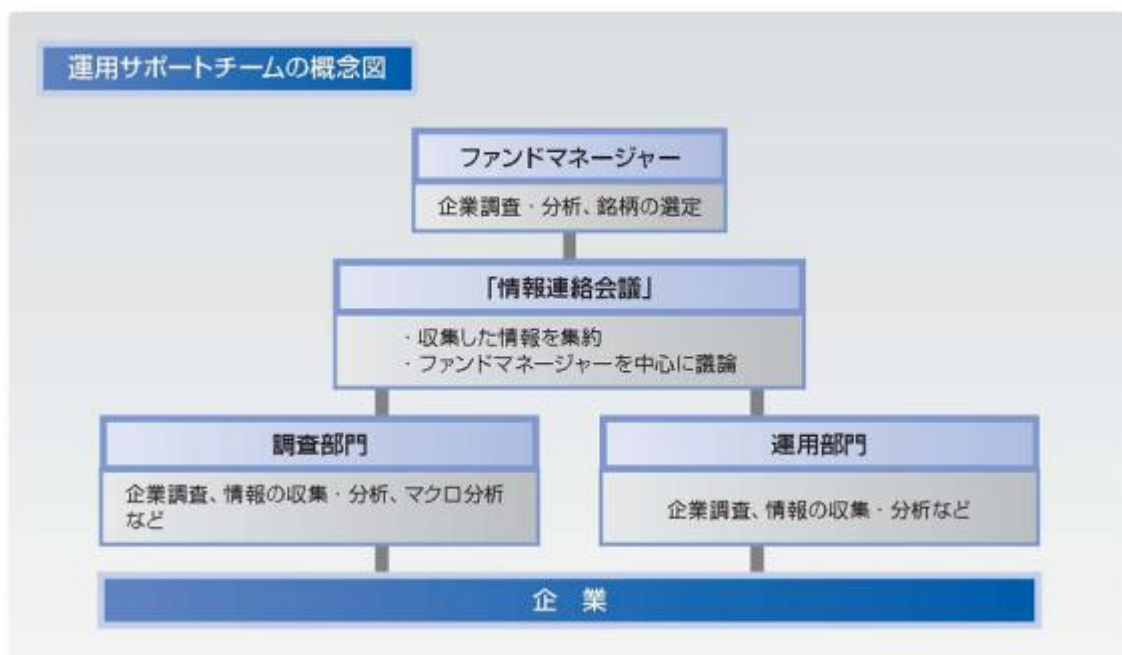 運用サポートチームの概念図
ファンドマネージャー
企業調査・分析、銘柄の選定
「情報連絡会議」
・収集した情報を集約
・ファンドマネージャーを中心に議論
調査部門
企業調査、情報の収集・分析、マクロ分析
など
運用部門
企業調査、情報の収集・分析など
企 業